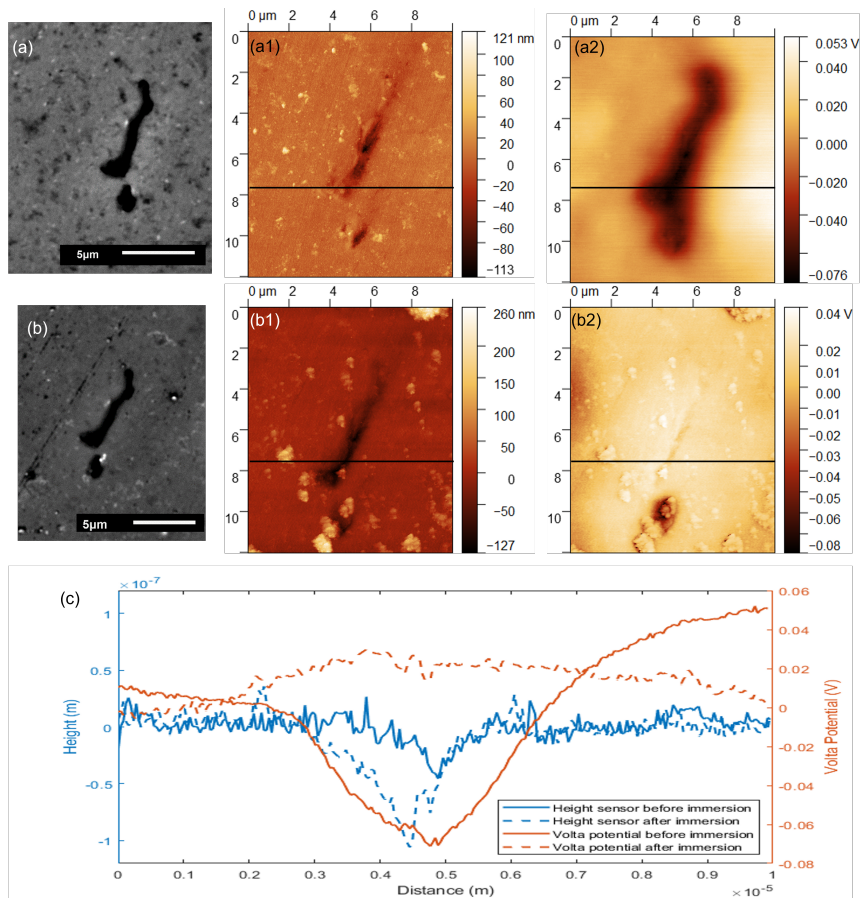 (a)
5μm
0 μm 2 4 6 8
(a1)
0
2
4
6
8
10
121 nm
100
80
60
40
20
0
−20
−40
−60
−80
−113
0 μm 2 4 6 8
(a2)
0
2
4
6
8
10
0.053 V
0.040
0.020
0.000
−0.020
−0.040
−0.076
(b)
5μm
0 μm 2 4 6 8
(b1)
0
2
4
6
8
10
260 nm
200
150
100
50
0
−50
−127
0 μm 2 4 6 8
(b2)
0
2
4
6
8
10
0.04 V
0.02
0.02
0.00
−0.00
−0.02
−0.03
−0.04
−0.05
−0.06
−0.08
(c)
×10⁻⁷
1
0.5
0
-0.5
-1
Height (m)
0.06
0.04
0.02
0
-0.02
-0.04
-0.06
-0.08
Volta Potential (V)
Height sensor before immersion
Height sensor after immersion
Volta potential before immersion
Volta potential after immersion
0 0.1 0.2 0.3 0.4 0.5 0.6 0.7 0.8 0.9 1
Distance (m)
×10⁻⁵